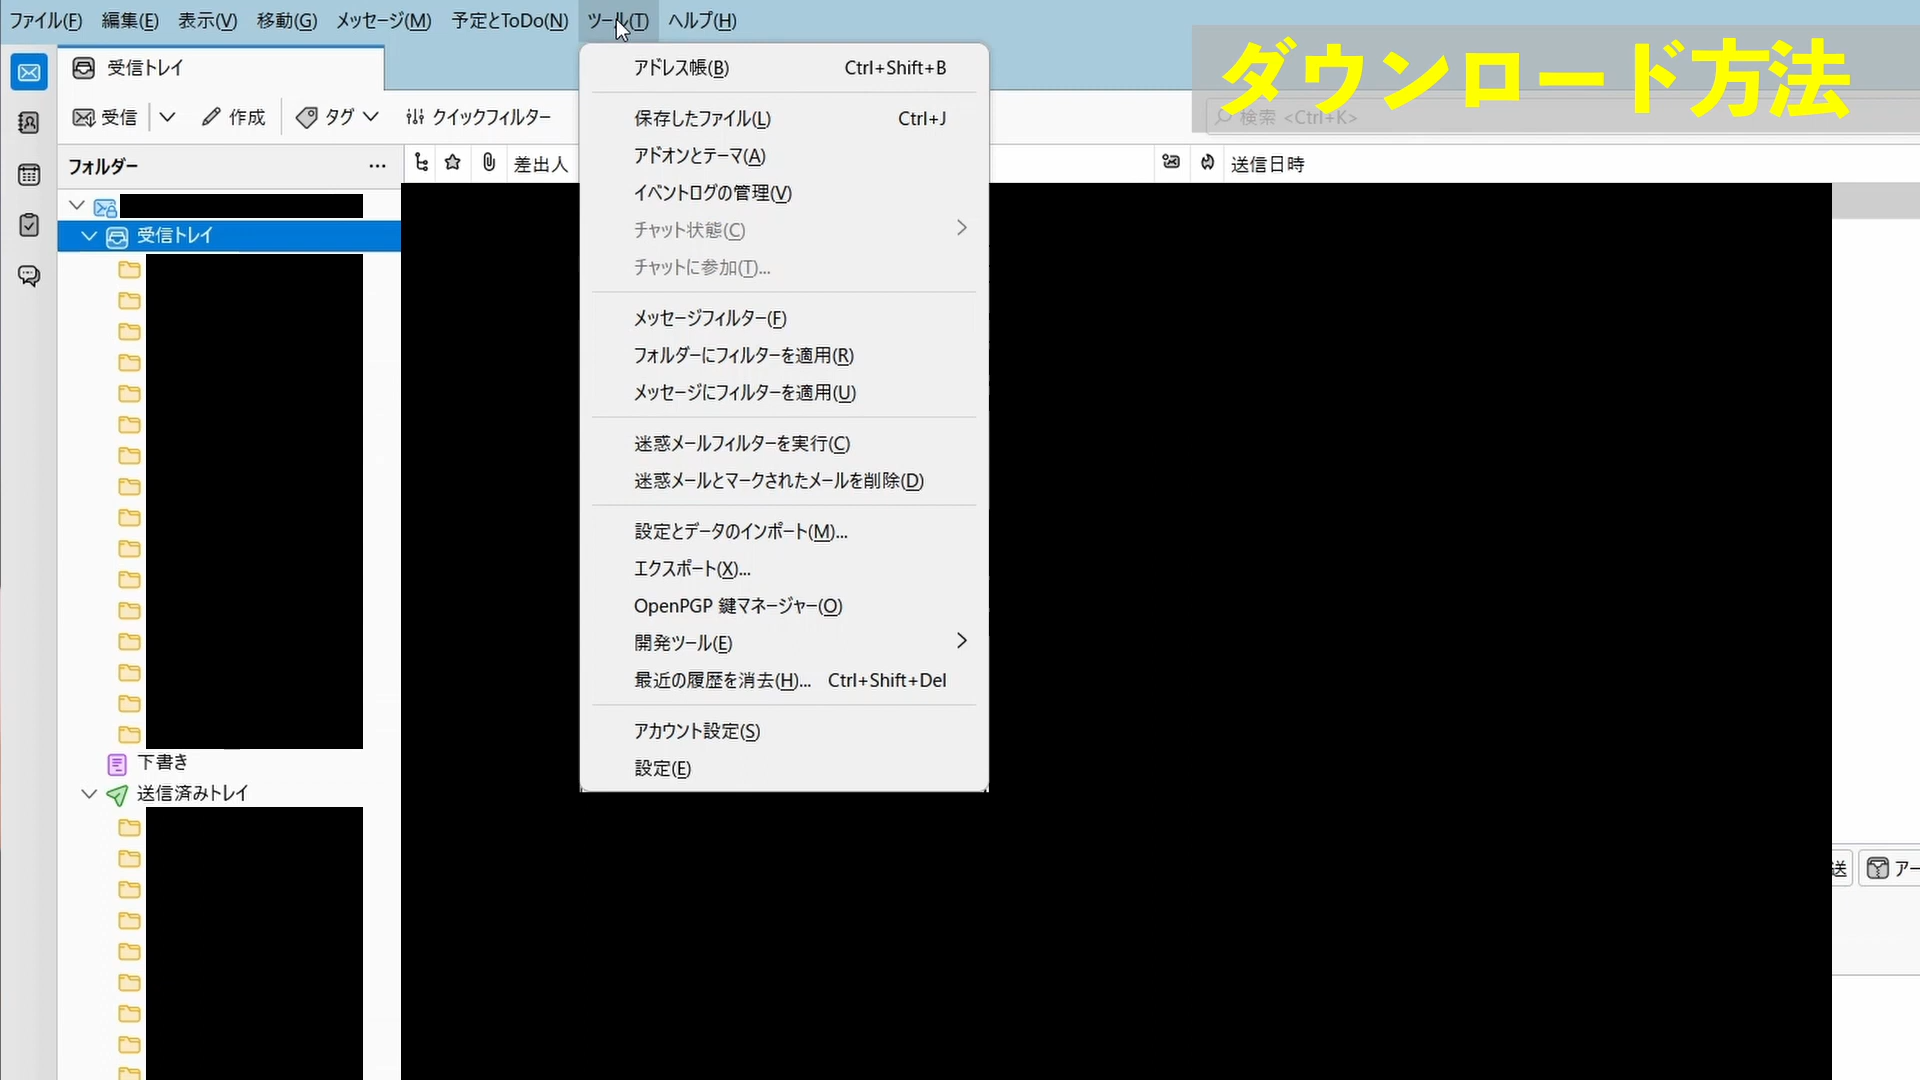 ファイル(F) 編集(E) 表示(V) 移動(G) メッセージ(M) 予定とToDo(N) ツール(T) ヘルプ(H)
ダウンロード方法
受信トレイ
受信 作成 タグ クイックフィルター
検索 <Ctrl+K>
フォルダー ...
差出人
送信日時
受信トレイ
下書き
送信済みトレイ
アドレス帳(B) Ctrl+Shift+B
保存したファイル(L) Ctrl+J
アドオンとテーマ(A)
イベントログの管理(V)
チャット状態(C)
チャットに参加(T)...
メッセージフィルター(F)
フォルダーにフィルターを適用(R)
メッセージにフィルターを適用(U)
迷惑メールフィルターを実行(C)
迷惑メールとマークされたメールを削除(D)
設定とデータのインポート(M)...
エクスポート(X)...
OpenPGP 鍵マネージャー(O)
開発ツール(E)
最近の履歴を消去(H)... Ctrl+Shift+Del
アカウント設定(S)
設定(E)
送 アー